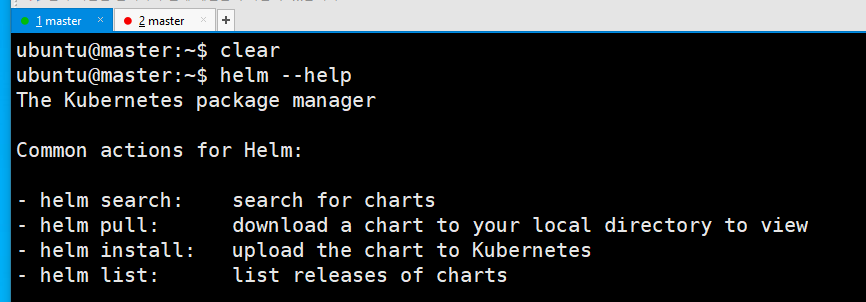 1 master
2 master
ubuntu@master:~$ clear
ubuntu@master:~$ helm --help
The Kubernetes package manager
Common actions for Helm:
- helm search:    search for charts
- helm pull:      download a chart to your local directory to view
- helm install:   upload the chart to Kubernetes
- helm list:      list releases of charts